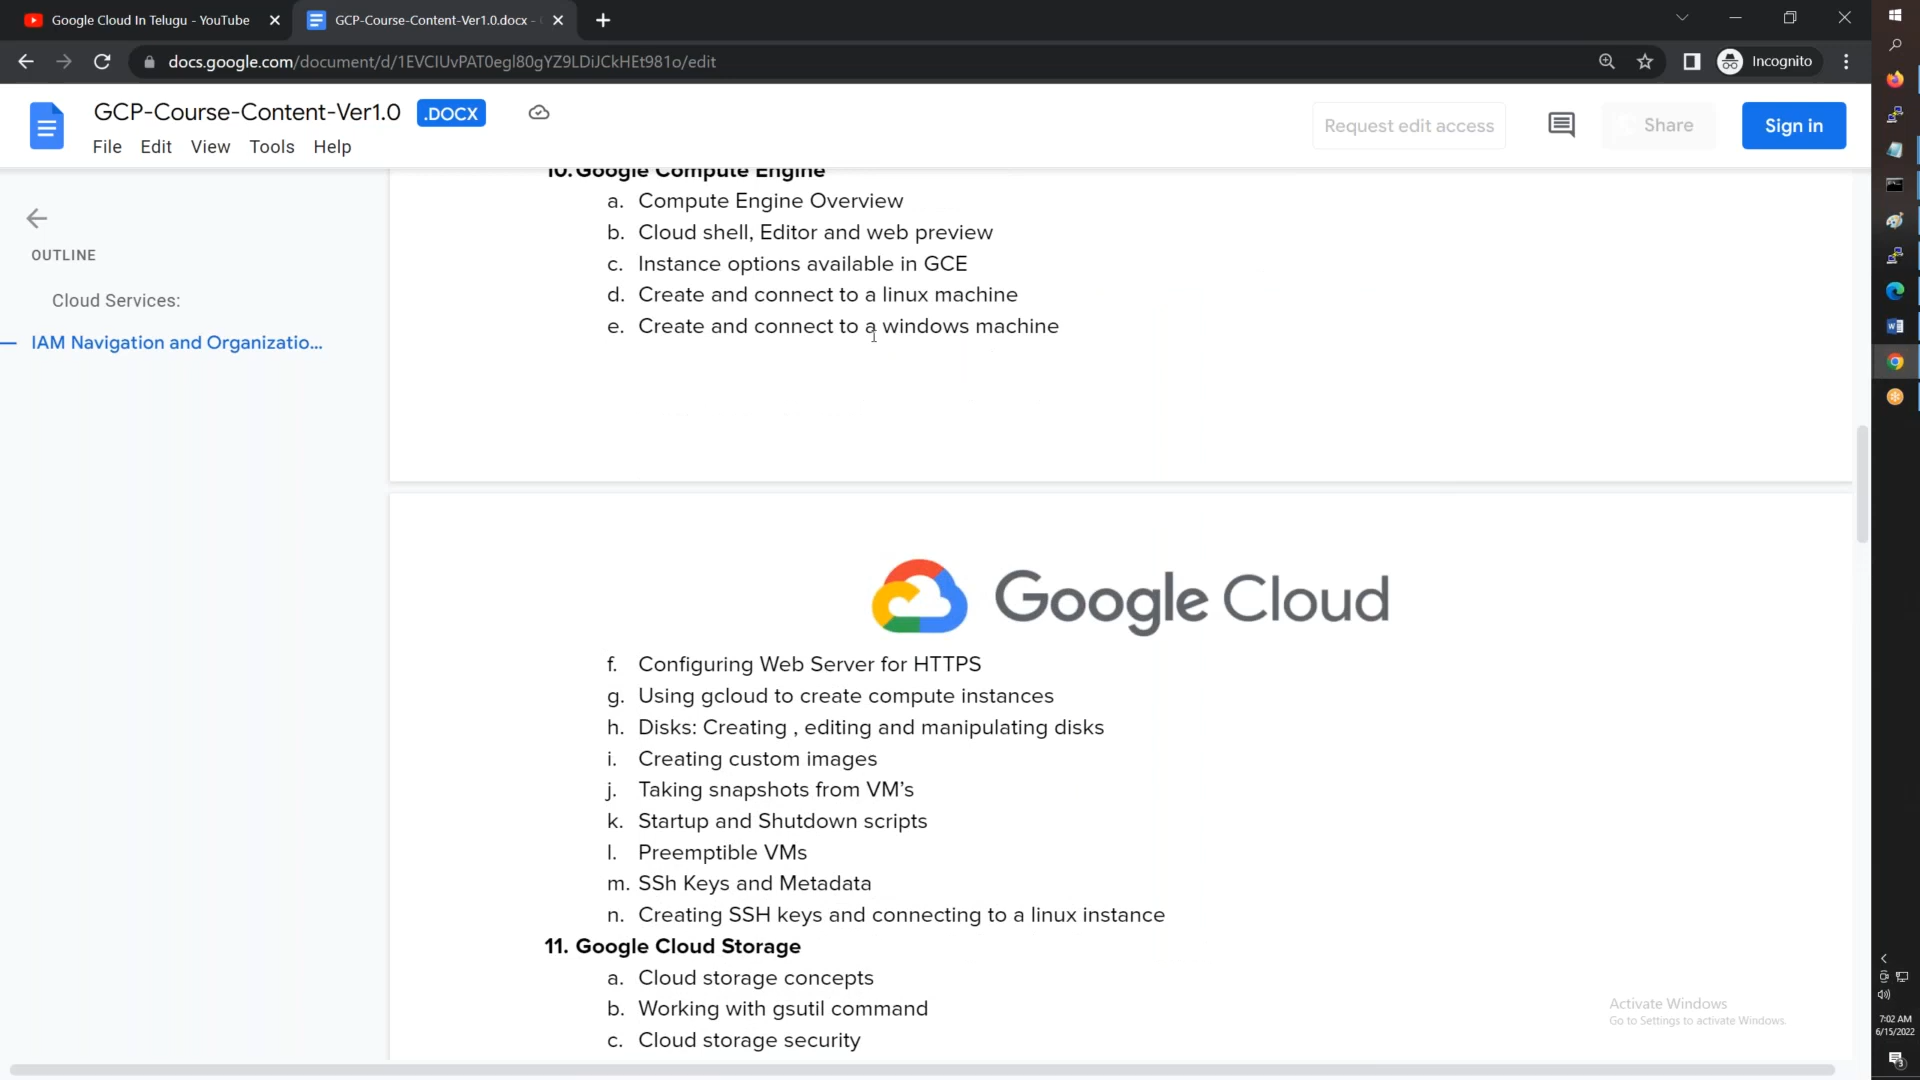 Google Cloud In Telugu - YouTube
GCP-Course-Content-Ver1.0.docx -
docs.google.com/document/d/1EVCIUvPAT0egl80gYZ9LDiJCkHEt981o/edit
Incognito
GCP-Course-Content-Ver1.0 .DOCX
File Edit View Tools Help
Request edit access
Share
Sign in
OUTLINE
Cloud Services:
IAM Navigation and Organizatio...
10. Google Compute Engine
a. Compute Engine Overview
b. Cloud shell, Editor and web preview
c. Instance options available in GCE
d. Create and connect to a linux machine
e. Create and connect to a windows machine
Google Cloud
f. Configuring Web Server for HTTPS
g. Using gcloud to create compute instances
h. Disks: Creating , editing and manipulating disks
i. Creating custom images
j. Taking snapshots from VM’s
k. Startup and Shutdown scripts
l. Preemptible VMs
m. SSh Keys and Metadata
n. Creating SSH keys and connecting to a linux instance
11. Google Cloud Storage
a. Cloud storage concepts
b. Working with gsutil command
c. Cloud storage security
Activate Windows
Go to Settings to activate Windows.
7:02 AM
6/15/2022